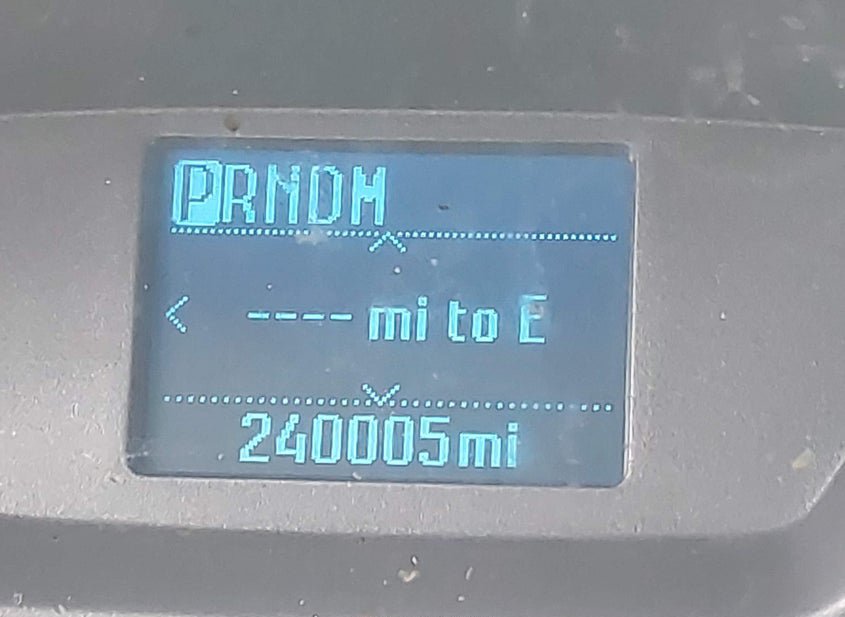 PRNDM
---- mi to E
240005mi